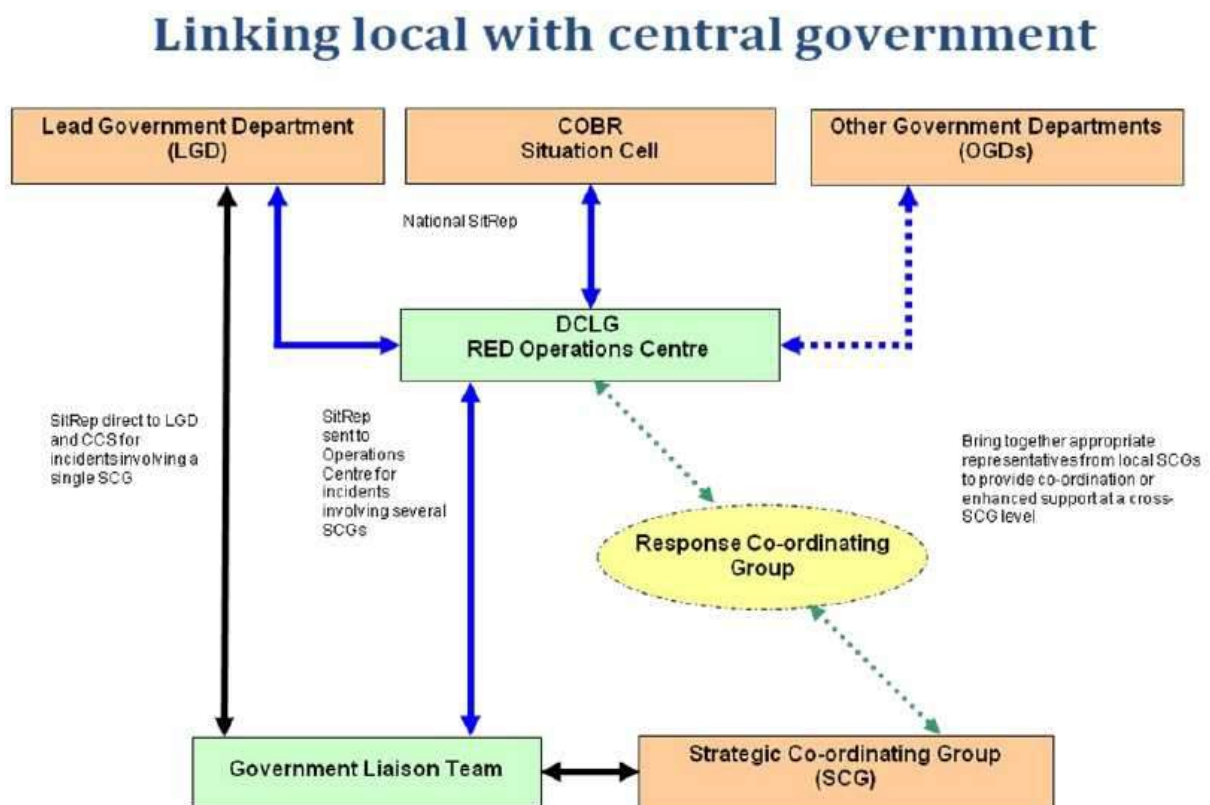 Linking local with central government
Lead Government Department
(LGD)
COBR
Situation Cell
Other Government Departments
(OGDs)
National SitRep
DCLG
RED Operations Centre
SitRep direct to LGD
and CCS for
incidents involving a
single SCG
SitRep
sent to
Operations
Centre for
incidents
involving several
SCGs
Bring together appropriate
representatives from local SCGs
to provide co-ordination or
enhanced support at a cross-
SCG level
Response Co-ordinating
Group
Government Liaison Team
Strategic Co-ordinating Group
(SCG)